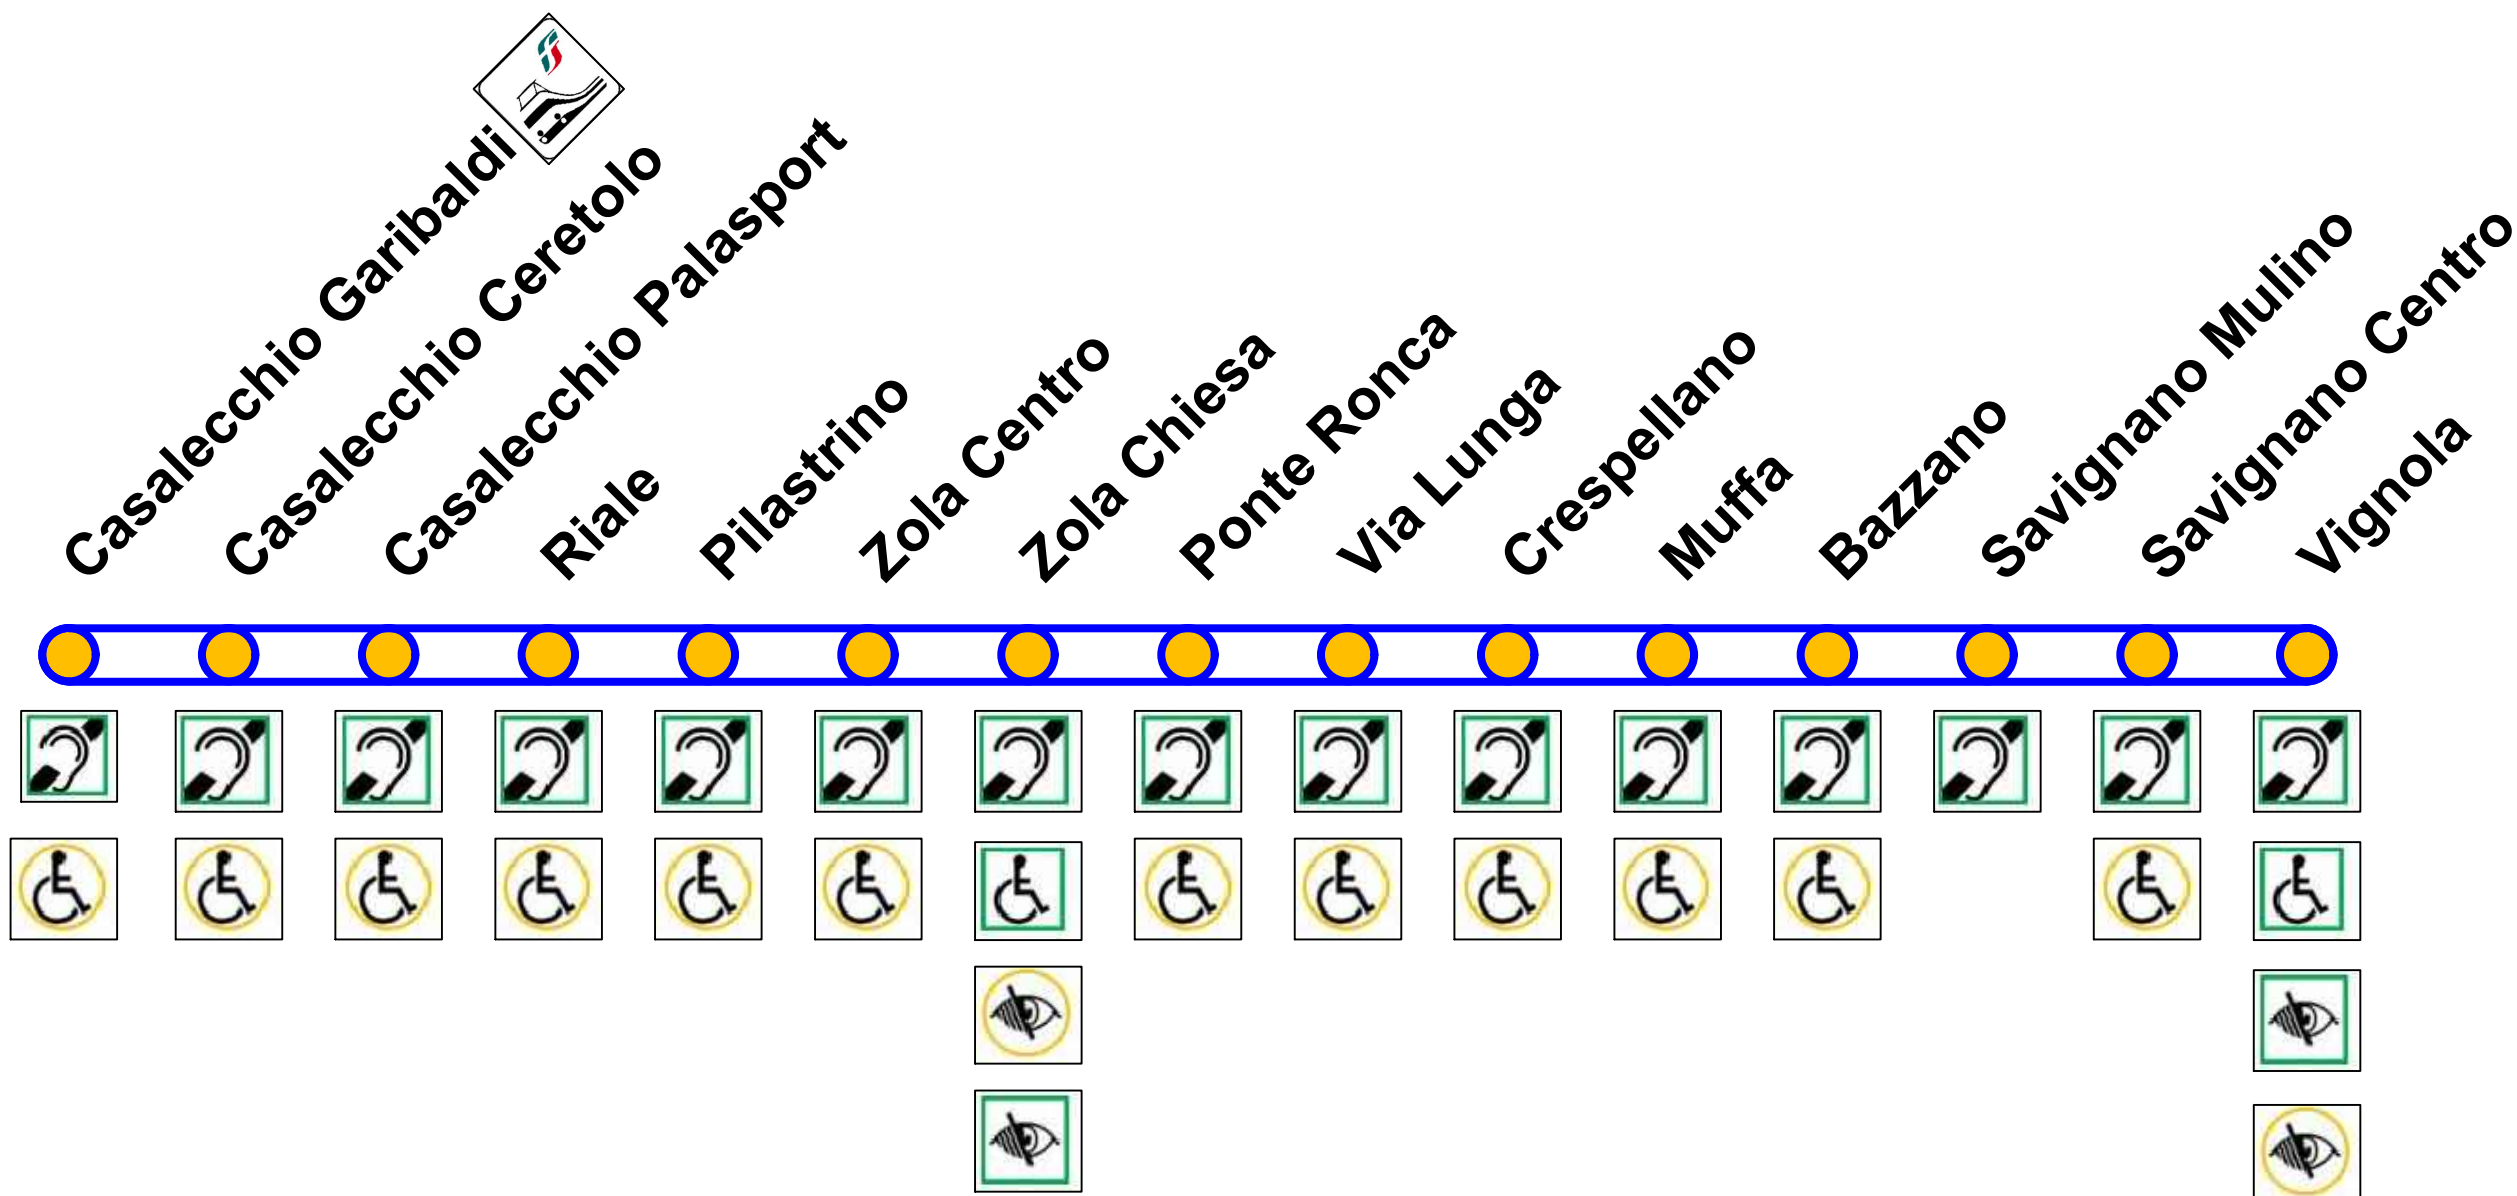 Casalecchio Garibaldi
Casalecchio Ceretolo
Casalecchio Palasport
Riale
Pilastrino
Zola Centro
Zola Chiesa
Ponte Ronca
Via Lunga
Crespellano
Muffa
Bazzano
Savignano Mulino
Savignano Centro
Vignola